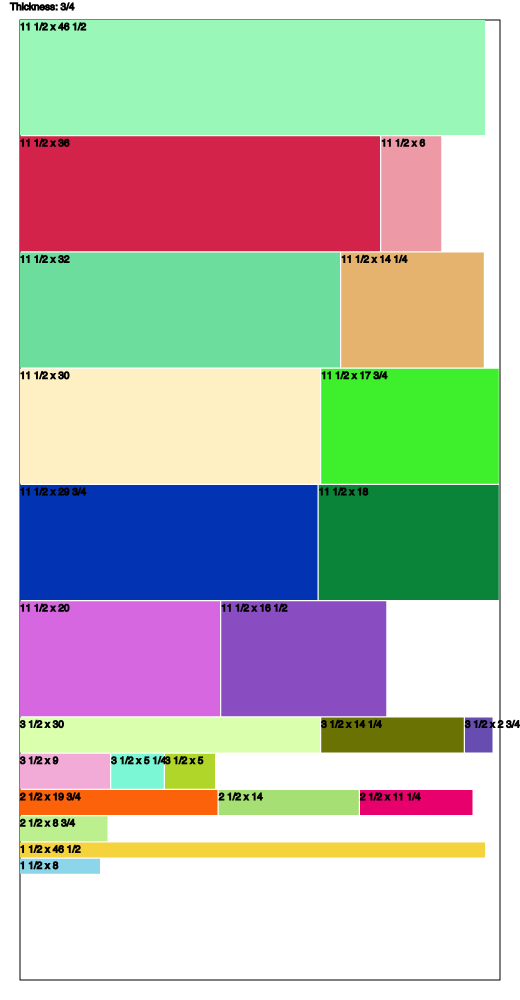 Thickness: 3/4
11 1/2 x 46 1/2
11 1/2 x 36
11 1/2 x 6
11 1/2 x 32
11 1/2 x 14 1/4
11 1/2 x 30
11 1/2 x 17 3/4
11 1/2 x 29 3/4
11 1/2 x 18
11 1/2 x 20
11 1/2 x 16 1/2
3 1/2 x 30
3 1/2 x 14 1/4
3 1/2 x 2 3/4
3 1/2 x 9
3 1/2 x 5 1/4
3 1/2 x 5
2 1/2 x 19 3/4
2 1/2 x 14
2 1/2 x 11 1/4
2 1/2 x 8 3/4
1 1/2 x 46 1/2
1 1/2 x 8